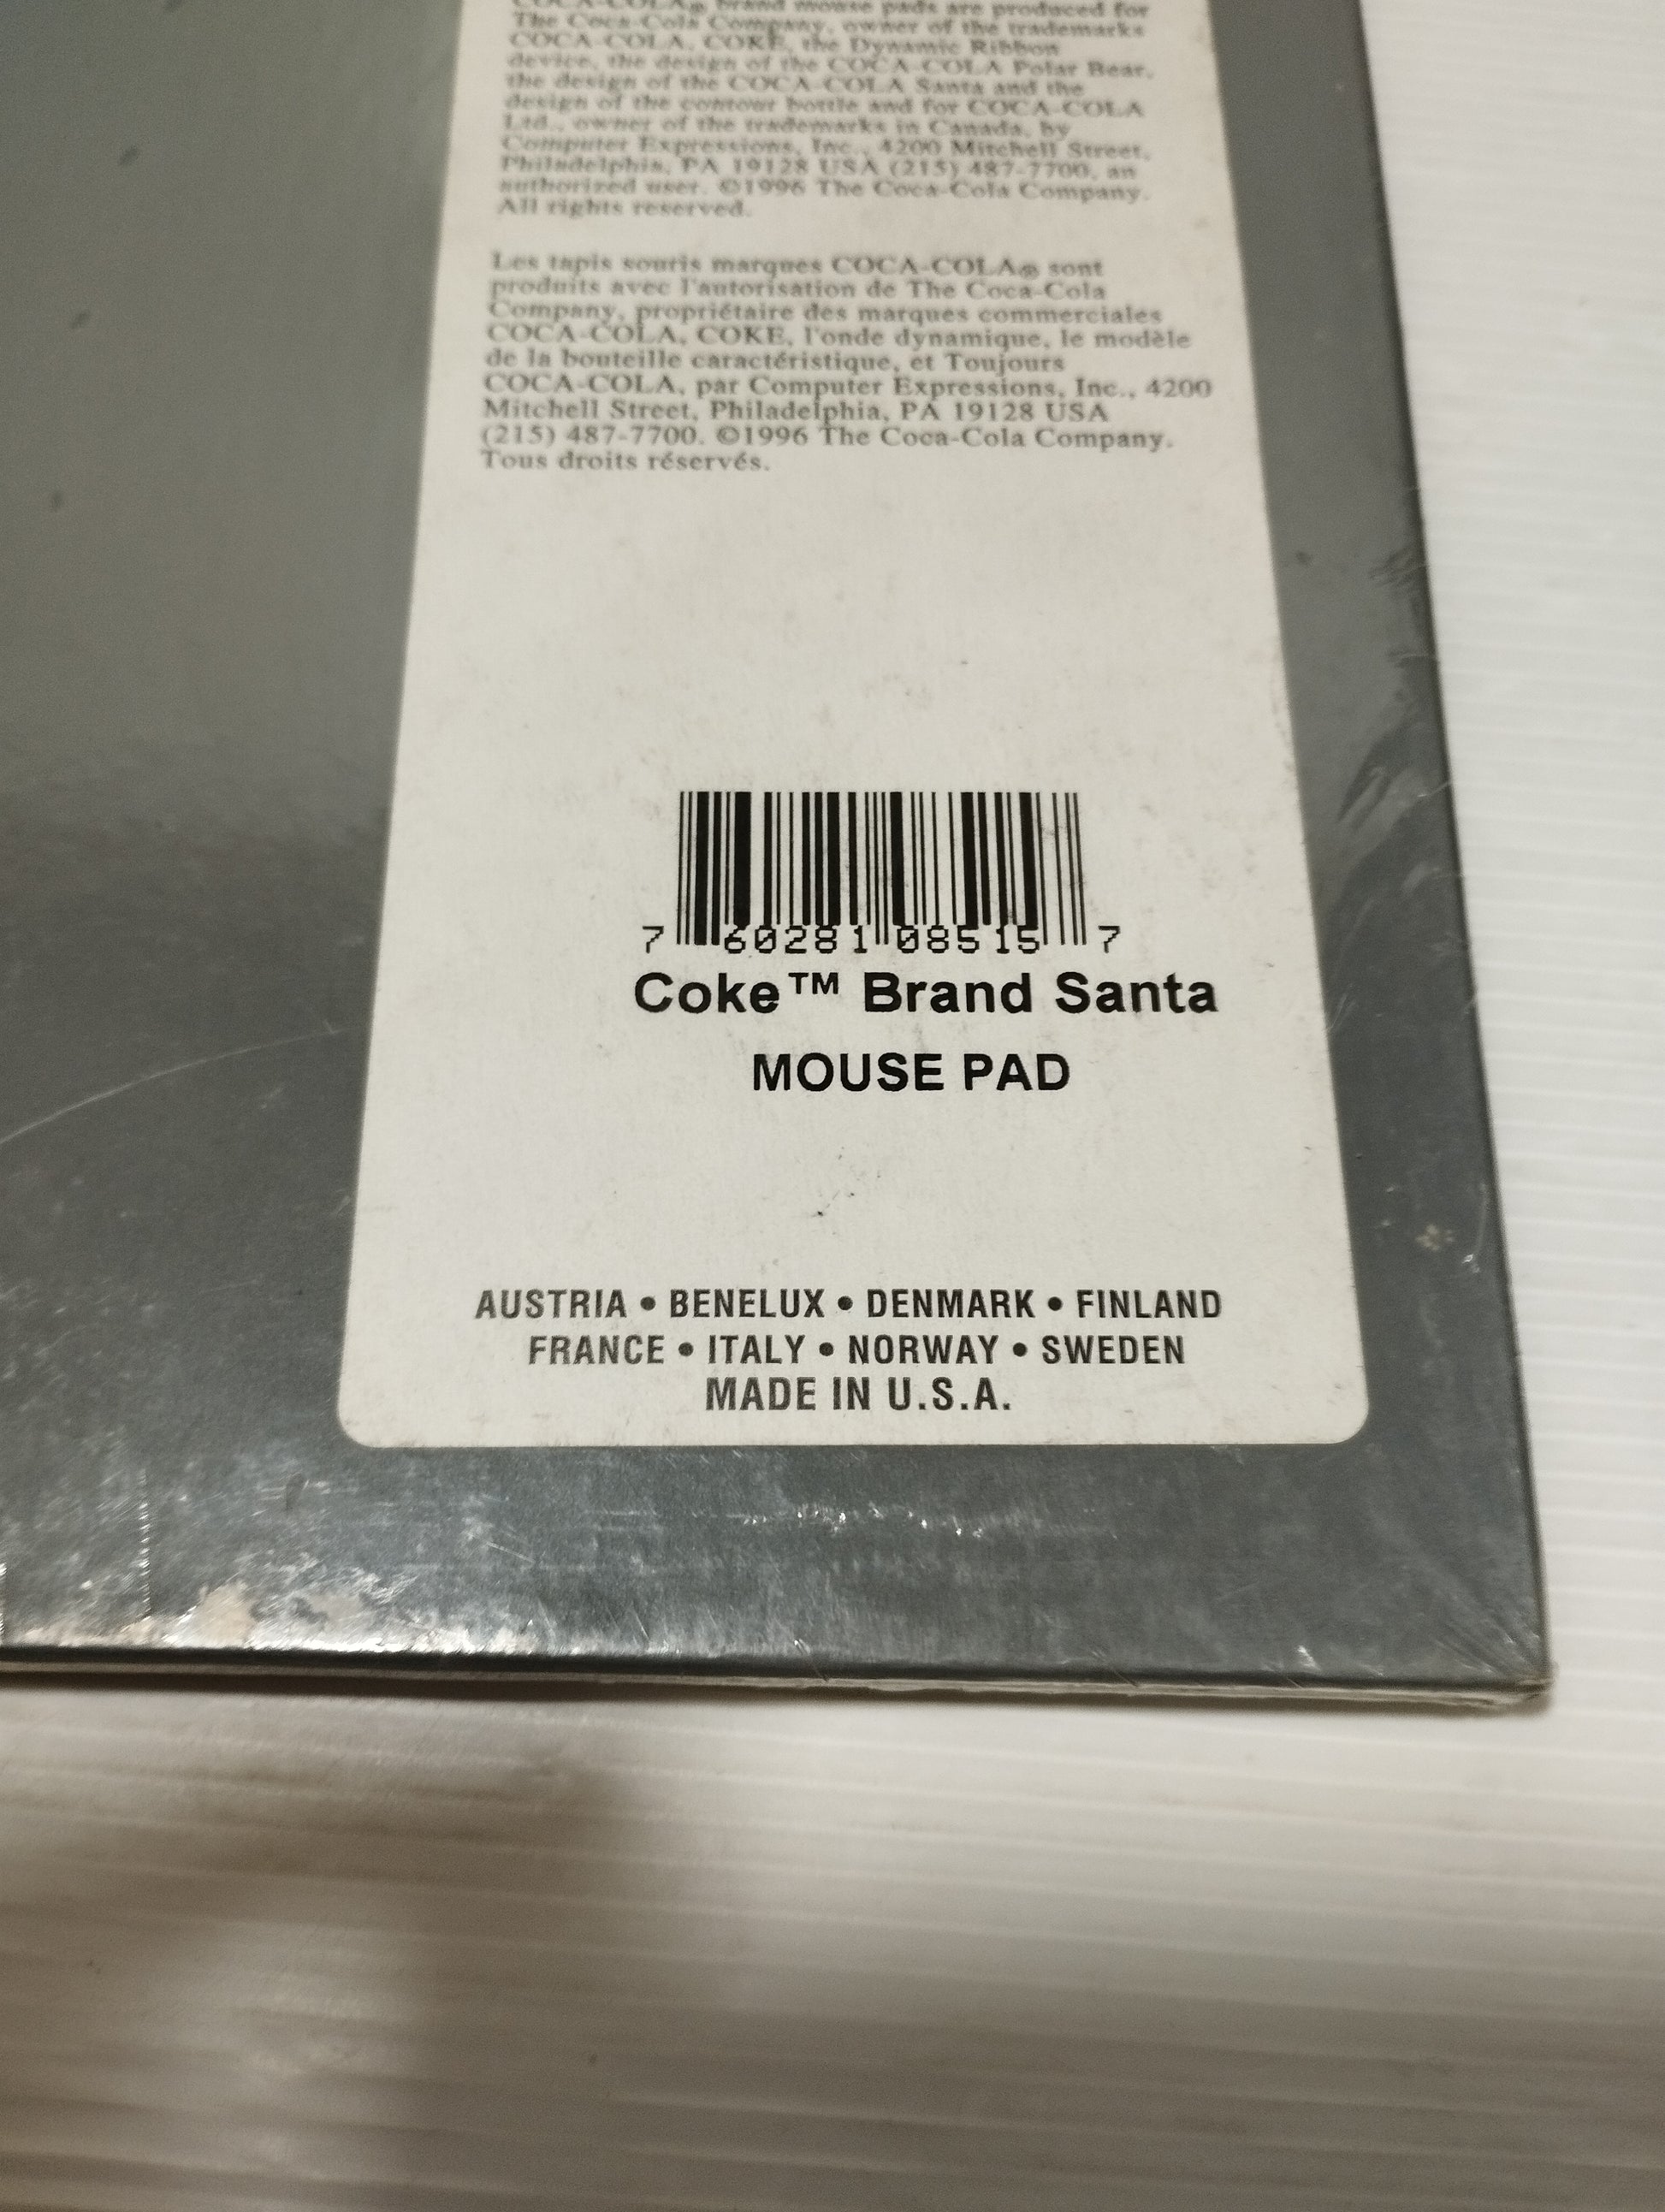 COCA-COLA® brand mouse pads are produced for
The Coca-Cola Company, owner of the trademarks
COCA-COLA, COKE, the Dynamic Ribbon
device, the design of the COCA-COLA Polar Bear,
the design of the COCA-COLA Santa and the
design of the contour bottle and for COCA-COLA
Ltd., owner of the trademarks in Canada, by
Computer Expressions, Inc., 4200 Mitchell Street,
Philadelphia, PA 19128 USA (215) 487-7700, an
authorized user. ©1996 The Coca-Cola Company.
All rights reserved.
Les tapis souris marques COCA-COLA® sont
produits avec l'autorisation de The Coca-Cola
Company, propriétaire des marques commerciales
COCA-COLA, COKE, l'onde dynamique, le modèle
de la bouteille caractéristique, et Toujours
COCA-COLA, par Computer Expressions, Inc., 4200
Mitchell Street, Philadelphia, PA 19128 USA
(215) 487-7700. ©1996 The Coca-Cola Company.
Tous droits réservés.
7 60281 08515 7
Coke™ Brand Santa
MOUSE PAD
AUSTRIA • BENELUX • DENMARK • FINLAND
FRANCE • ITALY • NORWAY • SWEDEN
MADE IN U.S.A.